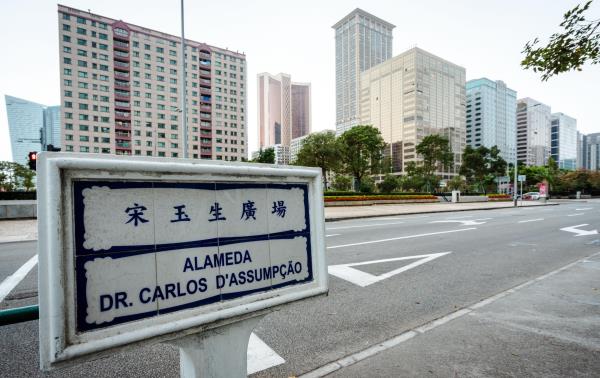 宋玉生廣場
ALAMEDA
DR. CARLOS D'ASSUMPÇÃO